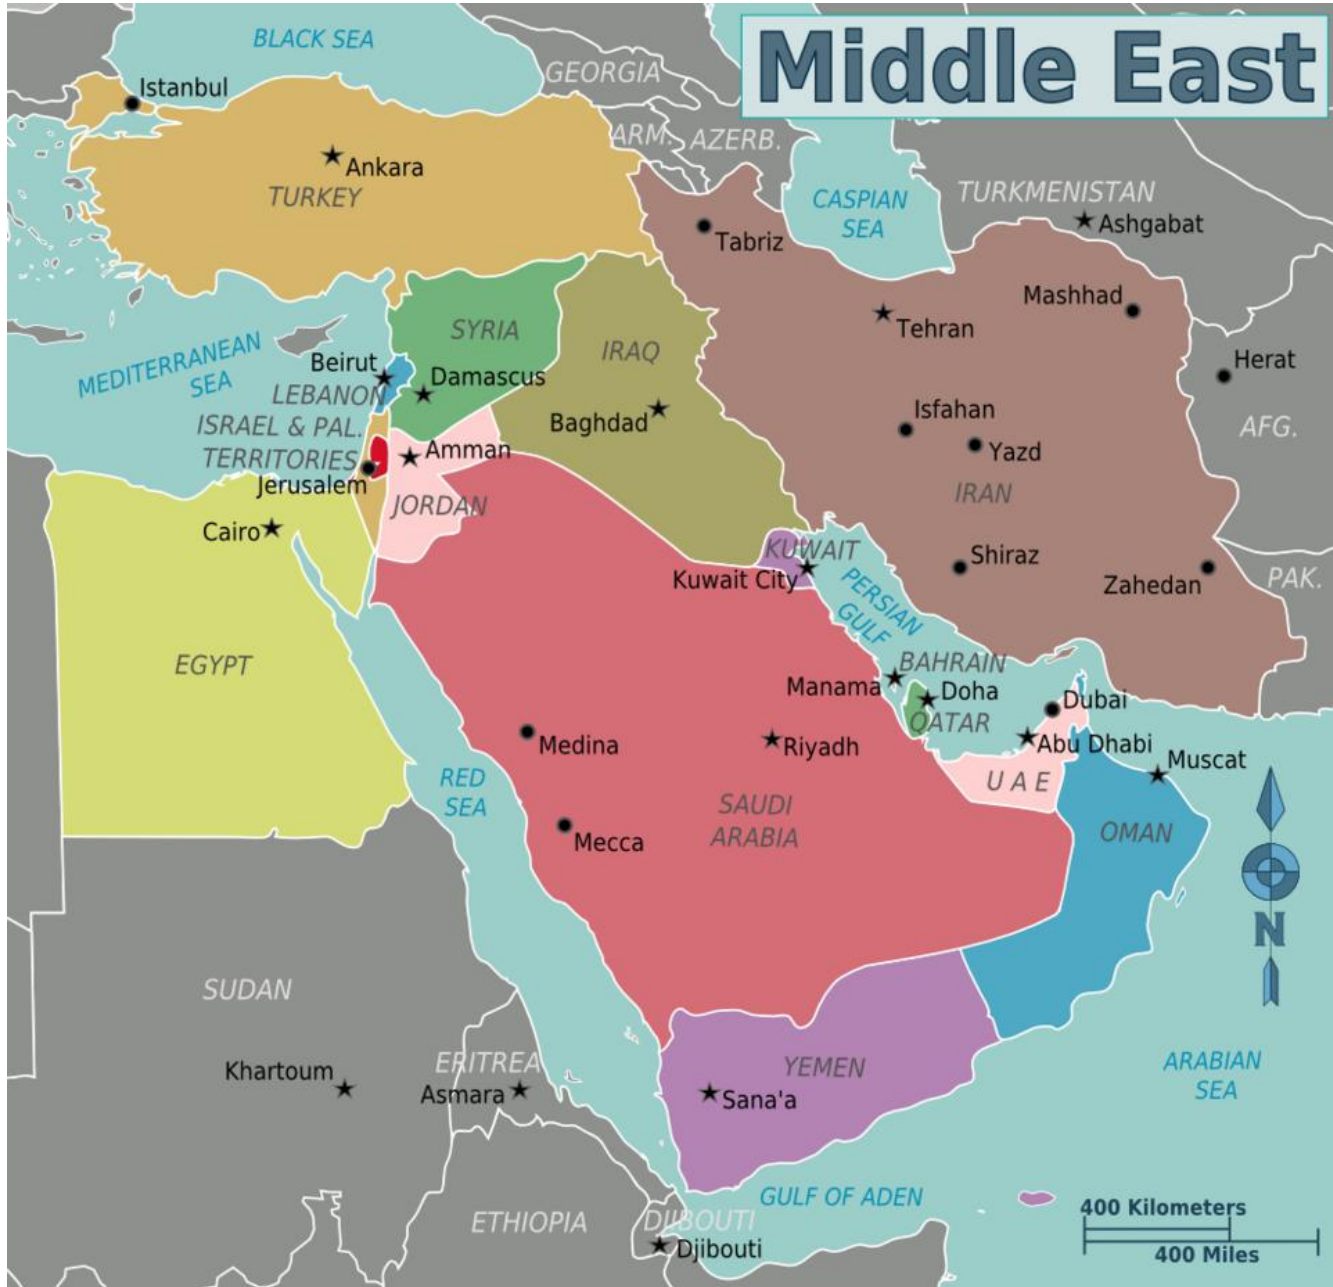 Middle East
BLACK SEA
GEORGIA
Istanbul
ARM.
AZERB.
Ankara
TURKEY
CASPIAN
SEA
TURKMENISTAN
Ashgabat
Tabriz
Mashhad
Tehran
SYRIA
IRAQ
MEDITERRANEAN
SEA
Beirut
Damascus
Herat
LEBANON
Isfahan
Baghdad
AFG.
ISRAEL & PAL.
TERRITORIES
Amman
Yazd
Jerusalem
JORDAN
IRAN
Cairo
KUWAIT
Kuwait City
Shiraz
Zahedan
PAK.
PERSIAN
GULF
EGYPT
BAHRAIN
Manama
Doha
QATAR
Dubai
Medina
Riyadh
Abu Dhabi
Muscat
RED
SEA
U A E
SAUDI
ARABIA
Mecca
OMAN
N
SUDAN
ERITREA
Khartoum
Asmara
YEMEN
Sana'a
ARABIAN
SEA
GULF OF ADEN
ETHIOPIA
DJIBOUTI
Djibouti
400 Kilometers
400 Miles